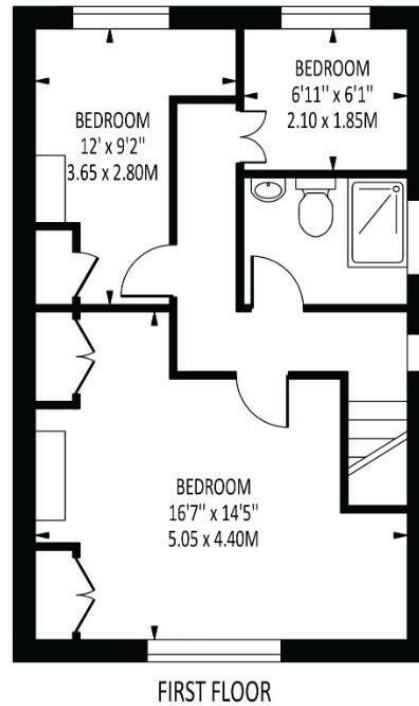 BEDROOM
12' x 9'2"
3.65 x 2.80M
BEDROOM
6'11" x 6'1"
2.10 x 1.85M
BEDROOM
16'7" x 14'5"
5.05 x 4.40M
FIRST FLOOR